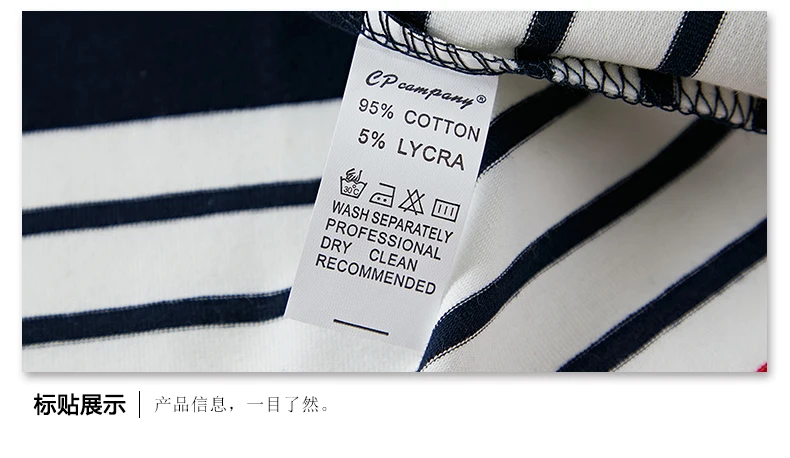 CP company®
95% COTTON
5% LYCRA
30°C
WASH SEPARATELY
PROFESSIONAL
DRY CLEAN
RECOMMENDED
标贴展示 产品信息，一目了然。